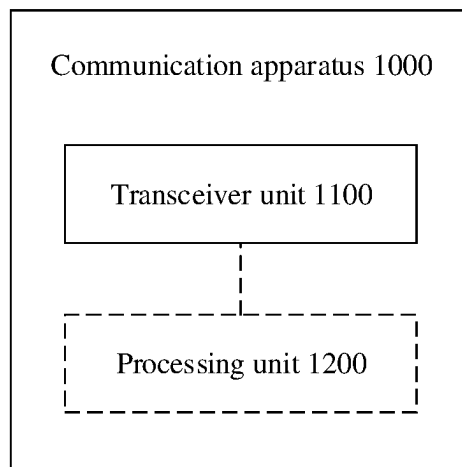 Communication apparatus 1000
Transceiver unit 1100
Processing unit 1200